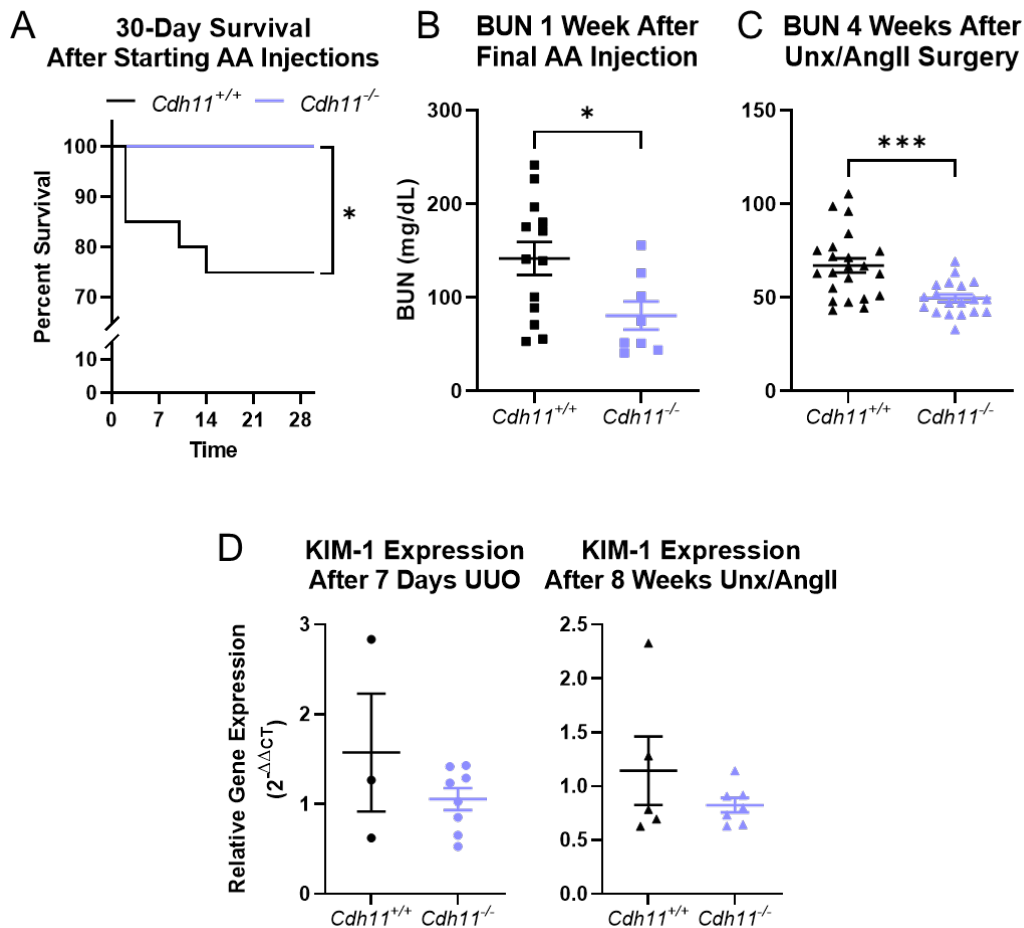 A
30-Day Survival
After Starting AA Injections
Cdh11+/+ Cdh11-/-
Percent Survival
100
90
80
70
10
0
*
0 7 14 21 28
Time
B
BUN 1 Week After
Final AA Injection
BUN (mg/dL)
300
200
100
0
*
Cdh11+/+ Cdh11-/-
C
BUN 4 Weeks After
Unx/AngII Surgery
150
100
50
0
***
Cdh11+/+ Cdh11-/-
D
KIM-1 Expression
After 7 Days UUO
Relative Gene Expression
(2-ΔΔCT)
3
2
1
0
Cdh11+/+ Cdh11-/-
KIM-1 Expression
After 8 Weeks Unx/AngII
2.5
2.0
1.5
1.0
0.5
0.0
Cdh11+/+ Cdh11-/-